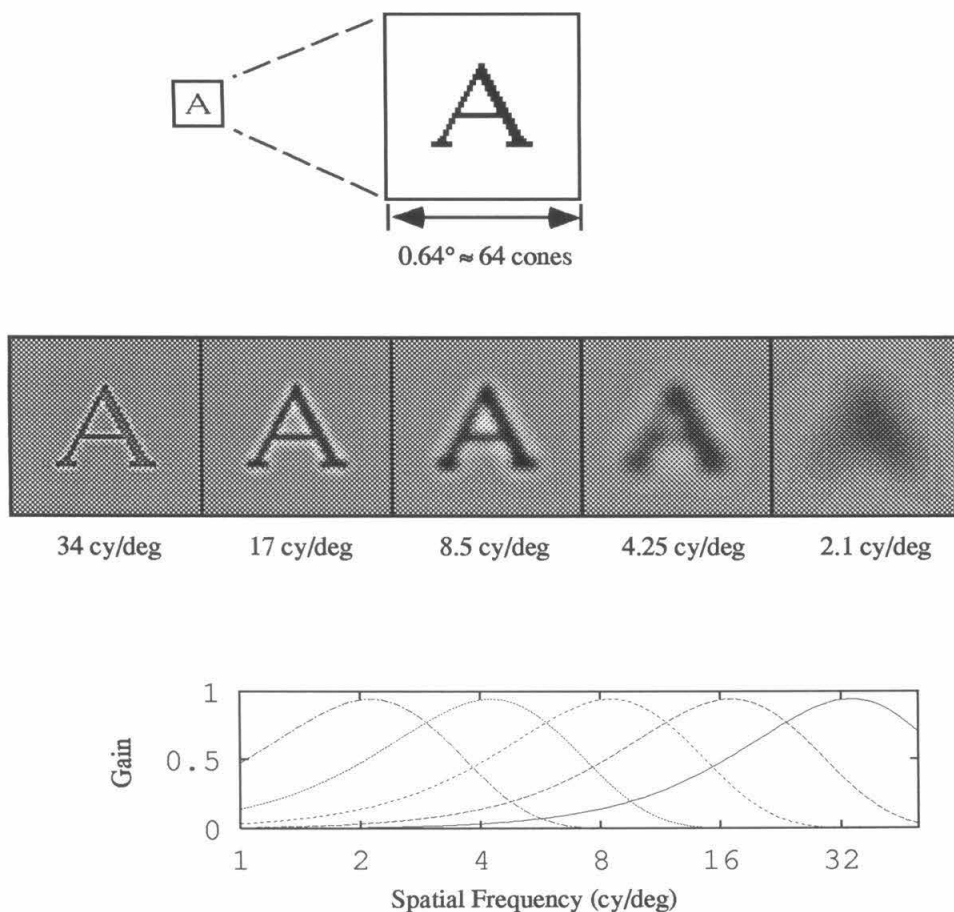 A
A
0.64° ≈ 64 cones
A A A A A
34 cy/deg 17 cy/deg 8.5 cy/deg 4.25 cy/deg 2.1 cy/deg
1
0.5
0
Gain
1 2 4 8 16 32
Spatial Frequency (cy/deg)